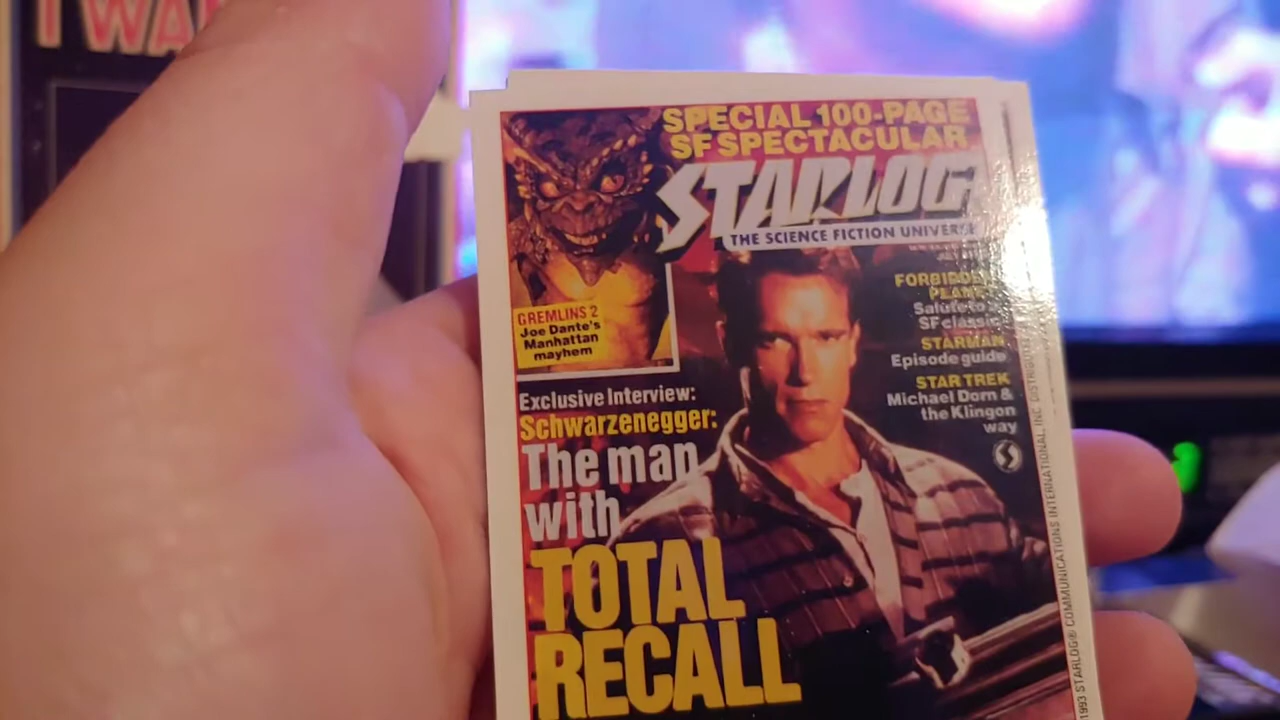 I WA
SPECIAL 100-PAGE
SF SPECTACULAR
STARLOG
THE SCIENCE FICTION UNIVERSE
JULY
GREMLINS 2
Joe Dante's
Manhattan
mayhem
FORBIDDEN
PLANET
Salute to
SF classic
STARMAN
Episode guide
STAR TREK
Michael Dorn &
the Klingon
way
Exclusive Interview:
Schwarzenegger:
The man
with
TOTAL
RECALL
1993 STARLOG® COMMUNICATIONS INTERNATIONAL, INC